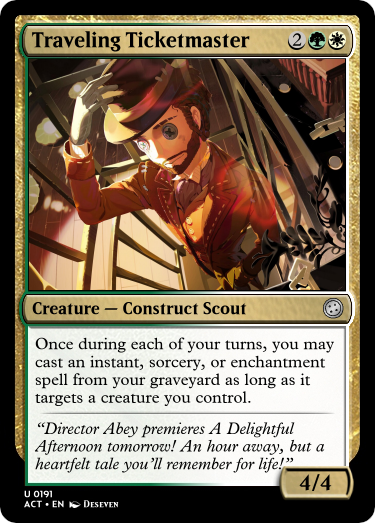 Traveling Ticketmaster 2
Creature — Construct Scout
Once during each of your turns, you may
cast an instant, sorcery, or enchantment
spell from your graveyard as long as it
targets a creature you control.
“Director Abey premieres A Delightful
Afternoon tomorrow! An hour away, but a
heartfelt tale you’ll remember for life!”
4/4
U 0191
ACT • EN Deseven